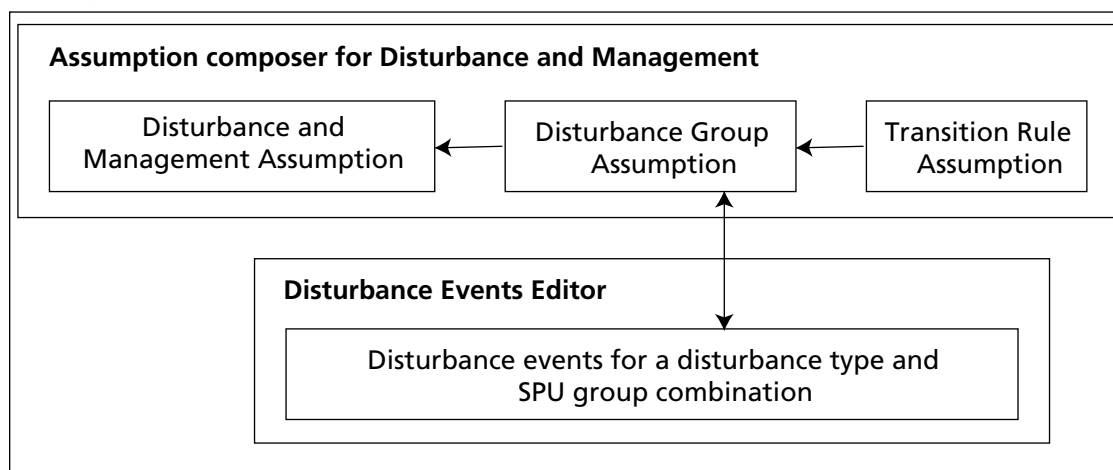 Assumption composer for Disturbance and Management
Disturbance and
Management Assumption
Disturbance Group
Assumption
Transition Rule
Assumption
Disturbance Events Editor
Disturbance events for a disturbance type and
SPU group combination